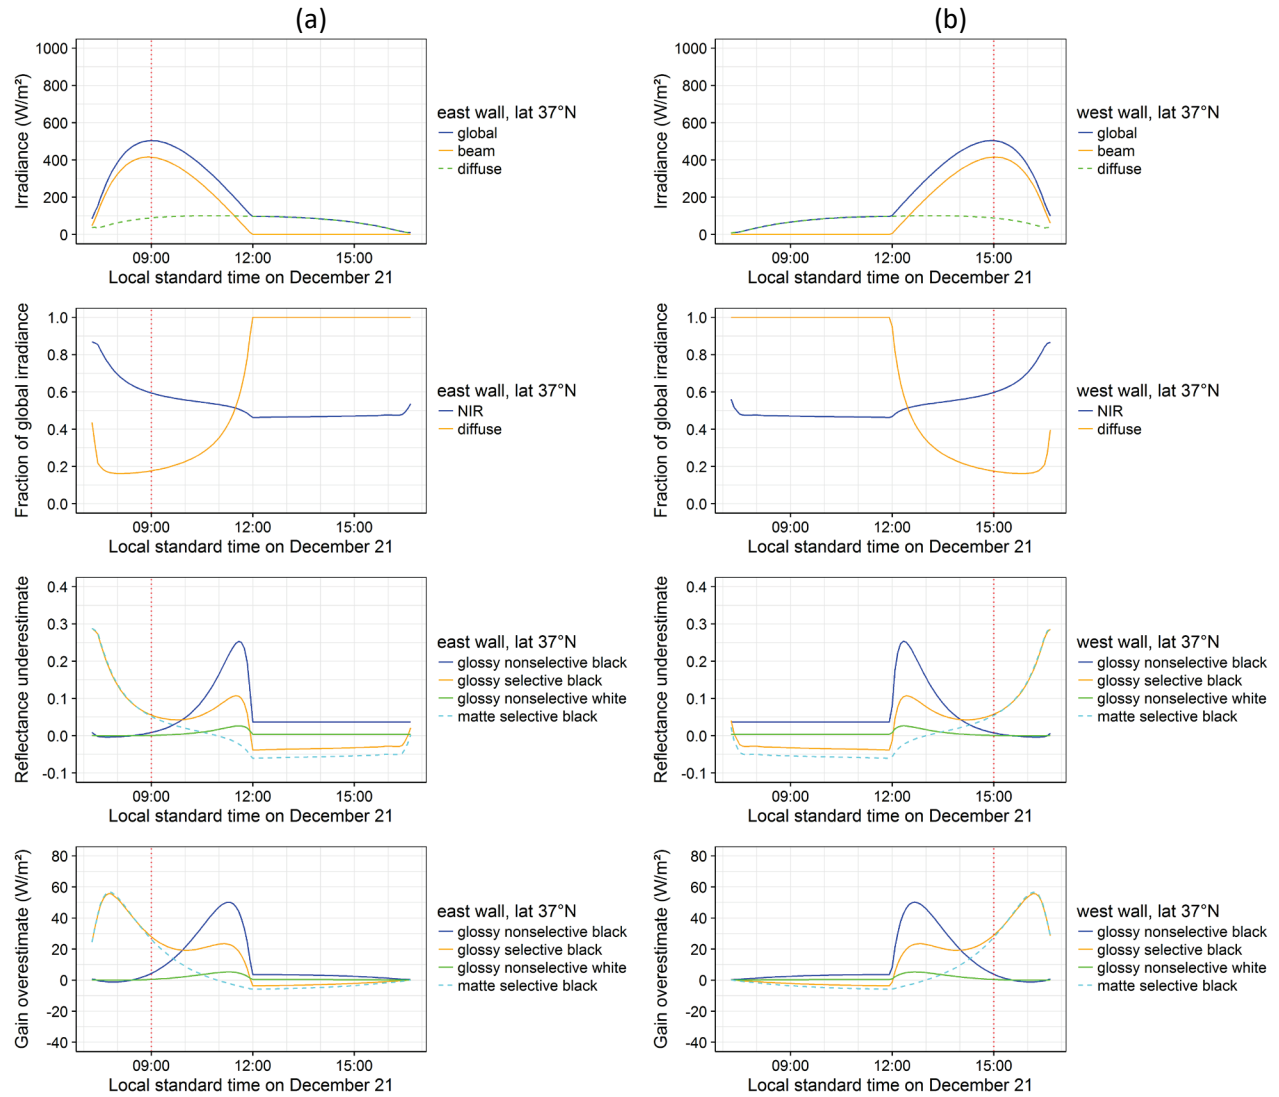 (a)
Irradiance (W/m²)
1000
800
600
400
200
0
09:00 12:00 15:00
Local standard time on December 21
east wall, lat 37°N
global
beam
diffuse
Fraction of global irradiance
1.0
0.8
0.6
0.4
0.2
0.0
09:00 12:00 15:00
Local standard time on December 21
east wall, lat 37°N
NIR
diffuse
Reflectance underestimate
0.4
0.3
0.2
0.1
0.0
-0.1
09:00 12:00 15:00
Local standard time on December 21
east wall, lat 37°N
glossy nonselective black
glossy selective black
glossy nonselective white
matte selective black
Gain overestimate (W/m²)
80
60
40
20
0
-20
-40
09:00 12:00 15:00
Local standard time on December 21
east wall, lat 37°N
glossy nonselective black
glossy selective black
glossy nonselective white
matte selective black
(b)
Irradiance (W/m²)
1000
800
600
400
200
0
09:00 12:00 15:00
Local standard time on December 21
west wall, lat 37°N
global
beam
diffuse
Fraction of global irradiance
1.0
0.8
0.6
0.4
0.2
0.0
09:00 12:00 15:00
Local standard time on December 21
west wall, lat 37°N
NIR
diffuse
Reflectance underestimate
0.4
0.3
0.2
0.1
0.0
-0.1
09:00 12:00 15:00
Local standard time on December 21
west wall, lat 37°N
glossy nonselective black
glossy selective black
glossy nonselective white
matte selective black
Gain overestimate (W/m²)
80
60
40
20
0
-20
-40
09:00 12:00 15:00
Local standard time on December 21
west wall, lat 37°N
glossy nonselective black
glossy selective black
glossy nonselective white
matte selective black